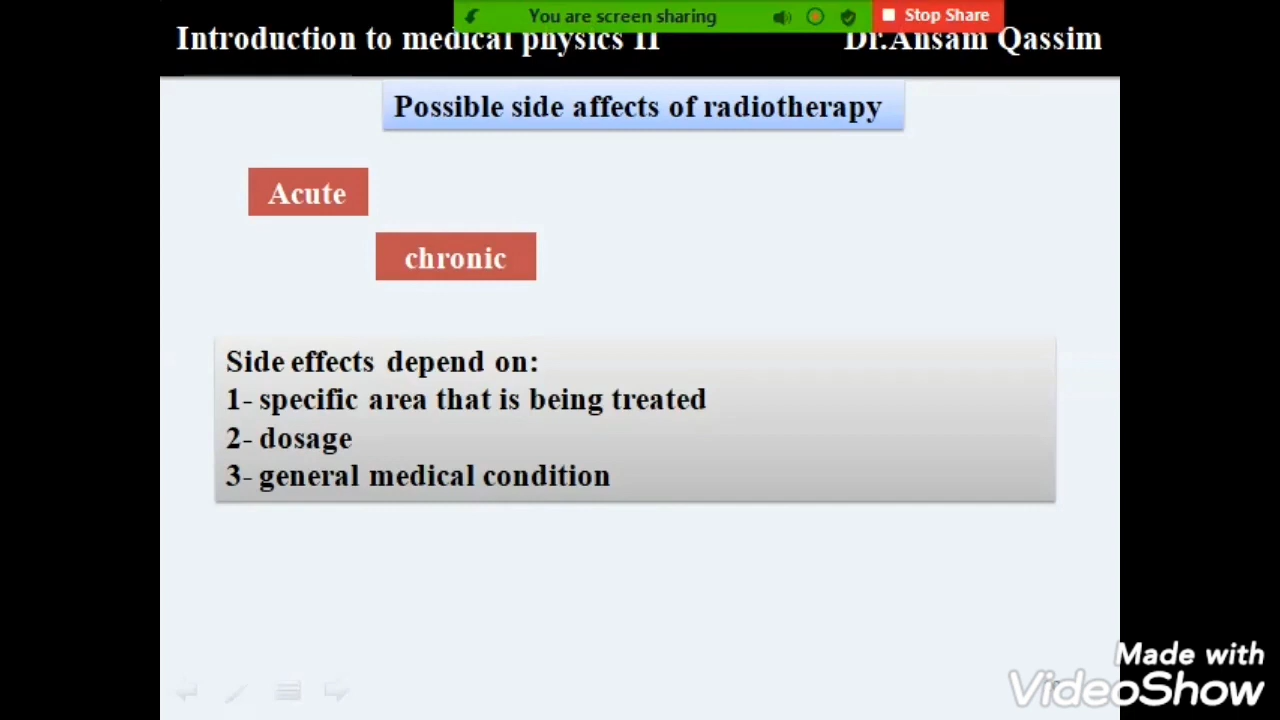 You are screen sharing
Stop Share
Introduction to medical physics II
Dr.Ansam Qassim
Possible side affects of radiotherapy
Acute
chronic
Side effects depend on:
1- specific area that is being treated
2- dosage
3- general medical condition
Made with
VideoShow